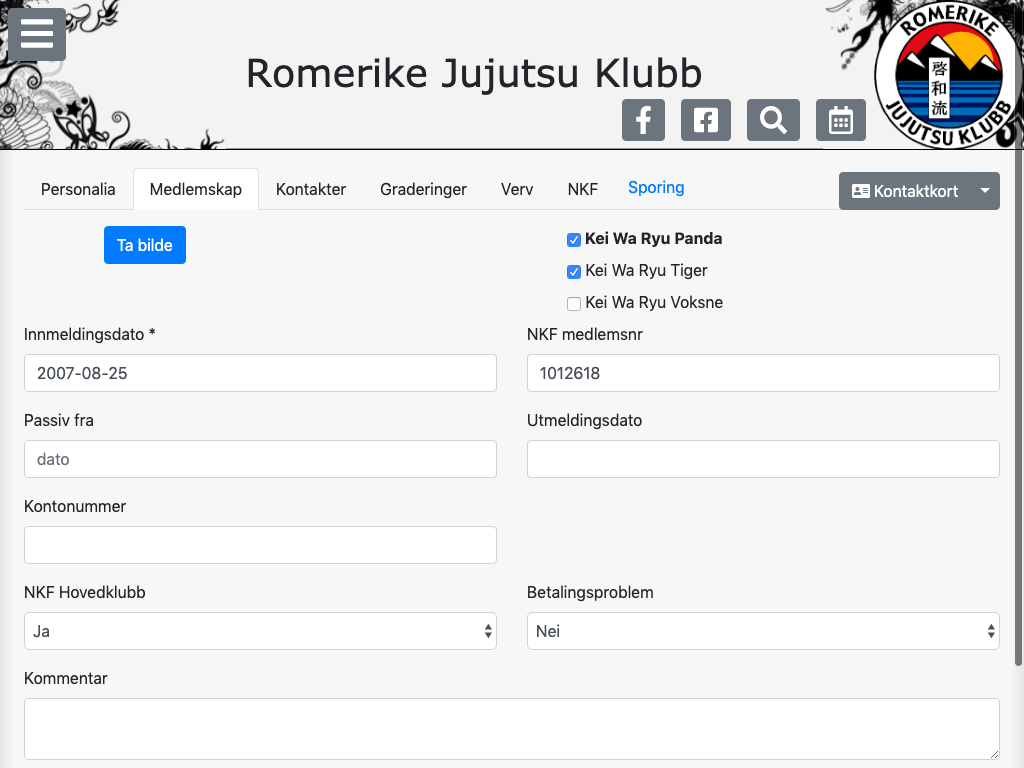 Romerike Jujutsu Klubb
ROMERIKE
啓和流
JUJUTSU KLUBB
Personalia Medlemskap Kontakter Graderinger Verv NKF Sporing Kontaktkort
Ta bilde
Kei Wa Ryu Panda
Kei Wa Ryu Tiger
Kei Wa Ryu Voksne
Innmeldingsdato * NKF medlemsnr
2007-08-25 1012618
Passiv fra Utmeldingsdato
dato
Kontonummer
NKF Hovedklubb Betalingsproblem
Ja Nei
Kommentar